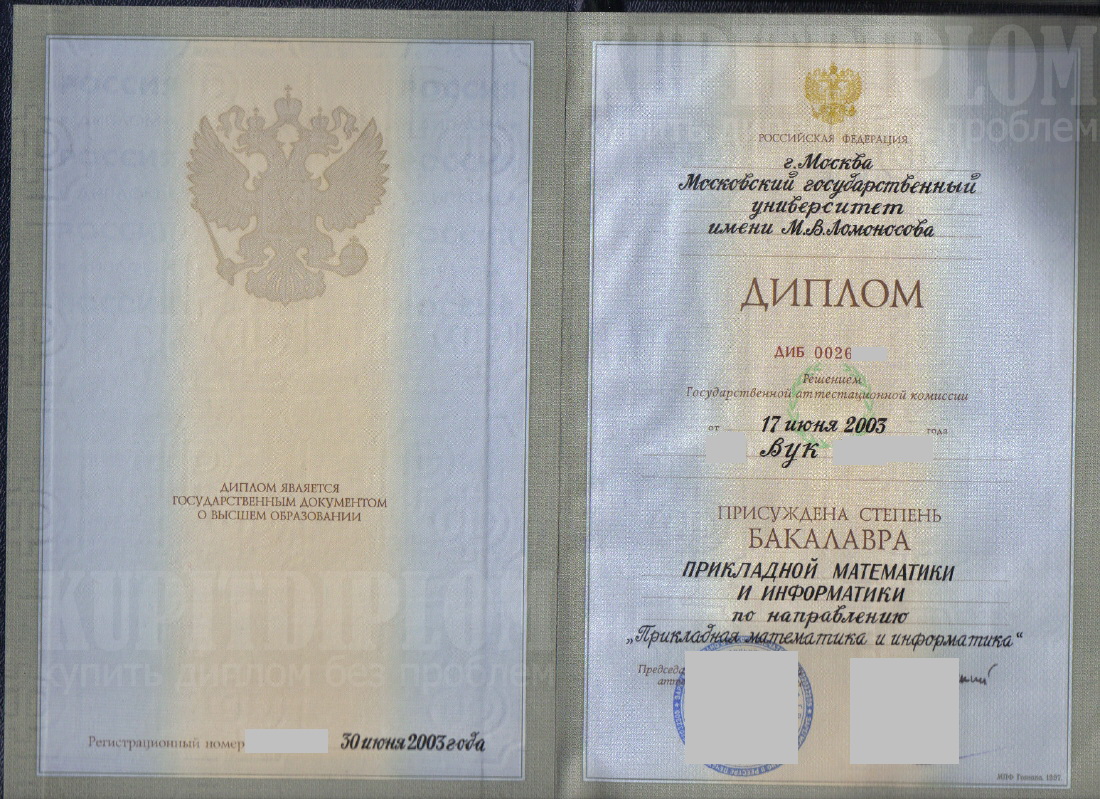 ДИПЛОМ ЯВЛЯЕТСЯ
ГОСУДАРСТВЕННЫМ ДОКУМЕНТОМ
О ВЫСШЕМ ОБРАЗОВАНИИ
купить диплом без проблем
Регистрационный номер 30 июня 2003 года
РОССИЙСКАЯ ФЕДЕРАЦИЯ
г.Москва
Московский государственный
университет
имени М.В.Ломоносова
ДИПЛОМ
ДИБ 0026
Решением
Государственной аттестационной комиссии
от 17 июня 2003 года
Вук
ПРИСУЖДЕНА СТЕПЕНЬ
БАКАЛАВРА
ПРИКЛАДНОЙ МАТЕМАТИКИ
И ИНФОРМАТИКИ
по направлению
„Прикладная математика и информатика“